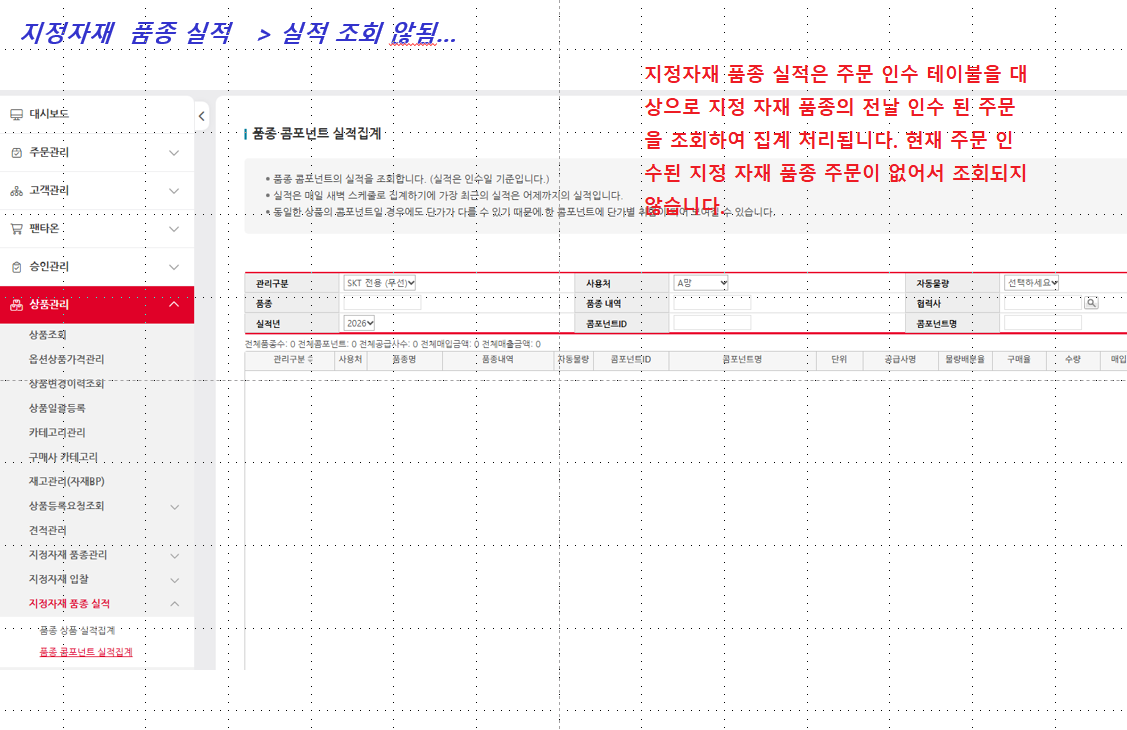 지정자재 품종 실적 > 실적 조회 않됨...
지정자재 품종 실적은 주문 인수 테이블을 대
상으로 지정 자재 품종의 전날 인수 된 주문
을 조회하여 집계 처리됩니다. 현재 주문 인
수된 지정 자재 품종 주문이 없어서 조회되지
않습니다.
대시보드
주문관리
고객관리
팬타온
승인관리
상품관리
상품조회
옵션상품가격관리
상품변경이력조회
상품일괄등록
카테고리관리
구매사 카테고리
재고관리(자재BP)
상품등록요청조회
견적관리
지정자재 품종관리
지정자재 입찰
지정자재 품종 실적
품종 상품 실적집계
품종 콤포넌트 실적집계
품종 콤포넌트 실적집계
• 품종 콤포넌트의 실적을 조회합니다. (실적은 인수일 기준입니다.)
• 실적은 매일 새벽 스케줄로 집계하기에 가장 최근의 실적은 어제까지의 실적입니다.
• 동일한 상품의 콤포넌트일 경우에도 단가가 다를 수 있기 때문에 한 콤포넌트에 단가별 보여질 수 있습니다.
관리구분 SKT 전용 (무선) 사용처 A망 자동물량 선택하세요
품종 품종 내역 협력사
실적년 2026 콤포넌트ID 콤포넌트명
전체품종수: 0 전체콤포넌트: 0 전체공급사수: 0 전체매입금액: 0 전체매출금액: 0
관리구분 사용처 품종명 품종내역 자동물량 콤포넌트ID 콤포넌트명 단위 공급사명 물량배분율 구매율 수량 매입